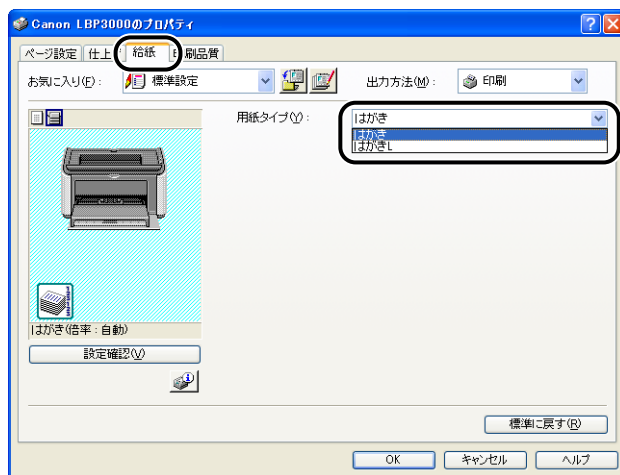 Canon LBP3000のプロパティ
ページ設定 仕上 給紙 印刷品質
お気に入り(F): 標準設定 出力方法(M): 印刷
用紙タイプ(Y): はがき
はがき
はがきL
はがき(倍率:自動)
設定確認(V)
標準に戻す(R)
OK キャンセル ヘルプ